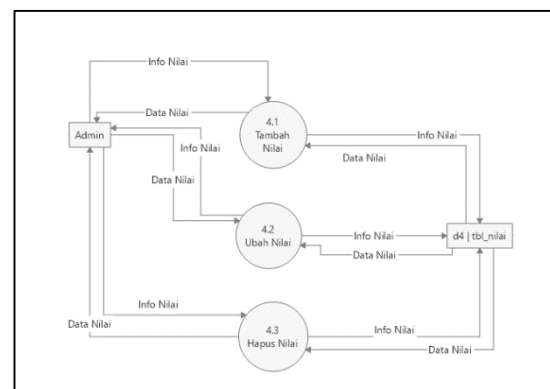 Info Nilai
Data Nilai
4.1
Tambah
Nilai
Admin
Info Nilai
Info Nilai
Data Nilai
Data Nilai
4.2
Ubah Nilai
Info Nilai
Data Nilai
d4 | tbl_nilai
Info Nilai
Data Nilai
4.3
Hapus Nilai
Info Nilai
Data Nilai